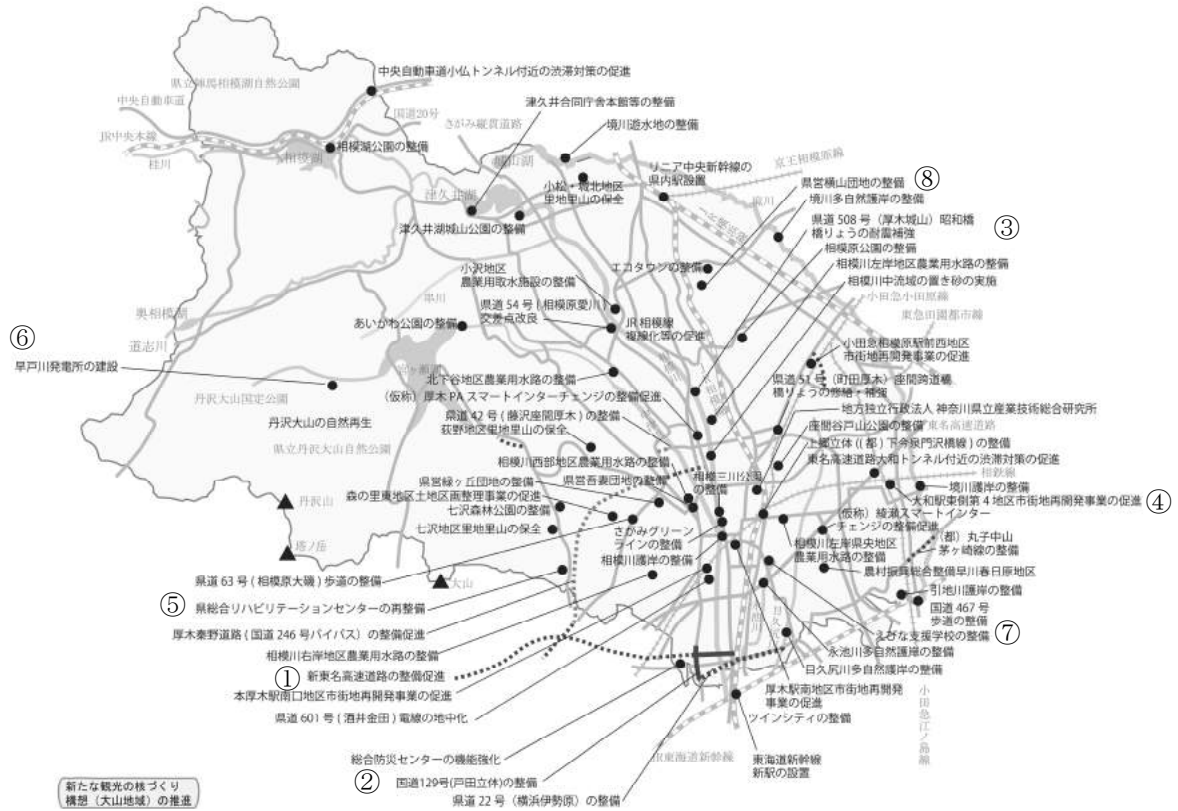 中央自動車道小仏トンネル付近の渋滞対策の促進
県立陣馬相模湖自然公園
中央自動車道
国道20号
津久井合同庁舎本館等の整備
さがみ縦貫道路
JR中央本線
桂川
相模湖
相模湖公園の整備
境川遊水地の整備
城山湖
リニア中央新幹線の
県内駅設置
京王相模原線
津久井湖
小松・城北地区
里地里山の保全
境川
県営横山団地の整備
⑧
境川多自然護岸の整備
津久井湖城山公園の整備
県道 508 号（厚木城山）昭和橋
橋りょうの耐震補強
③
相模原公園の整備
小沢地区
農業用取水施設の整備
エコタウンの整備
相模川左岸地区農業用水路の整備
相模川中流域の置き砂の実施
小田急小田原線
県道 54 号 ( 相模原愛川 )
交差点改良
東急田園都市線
串川
奥相模湖
あいかわ公園の整備
JR 相模線
複線化等の促進
道志川
⑥
早戸川発電所の建設
宮ヶ瀬湖
小田急相模原駅前西地区
市街地再開発事業の促進
北下谷地区農業用水路の整備
県道 51 号（町田厚木）座間跨道橋
橋りょうの形給・補強
丹沢大山国定公園
（仮称）厚木 PA スマートインターチェンジの整備促進
丹沢大山の自然再生
県道 42 号（藤沢座間厚木）の整備
地方独立行政法人 神奈川県立産業技術総合研究所
荻野地区里地里山の保全
座間谷戸山公園の整備
東名高速道路
県立丹沢大山自然公園
上郷立体 (( 都 ) 下今泉門沢橋線 ) の整備
相模川西部地区農業用水路の整備
東名高速道路大和トンネル付近の渋滞対策の促進
相模三川公園
の整備
相鉄線
県営緑ヶ丘団地の整備
県営吾妻団地の整備
境川護岸の整備
森の里東地区土地区画整理事業の促進
大和駅東側第 4 地区市街地再開発事業の促進
④
丹沢山
七沢森林公園の整備
（仮称）綾瀬スマートインター
チェンジの整備促進
さがみグリーン
ラインの整備
七沢地区里地里山の保全
（都）丸子中山
茅ヶ崎線の整備
塔ノ岳
相模川左岸県央地区
農業用水路の整備
相模川護岸の整備
農村振興総合整備早川春日原地区
県道 63 号 ( 相模原大磯 ) 歩道の整備
大山
引地川護岸の整備
⑤
県総合リハビリテーションセンターの再整備
国道 467 号
歩道の整備
厚木秦野道路（国道 246 号バイパス）の整備促進
えびな支援学校の整備
⑦
相模川右岸地区農業用水路の整備
永池川多自然護岸の整備
目久尻川多自然護岸の整備
①
新東名高速道路の整備促進
本厚木駅南口地区市街地再開発事業の促進
厚木駅南地区市街地再開発
事業の促進
県道 601 号 ( 酒井金田 ) 電線の地中化
ツインシティの整備
小田急江ノ島線
総合防災センターの機能強化
JR東海道新幹線
東海道新幹線
新駅の設置
②
国道129号(戸田立体)の整備
県道 22 号（横浜伊勢原）の整備
新たな観光の核づくり
構想（大山地域）の推進